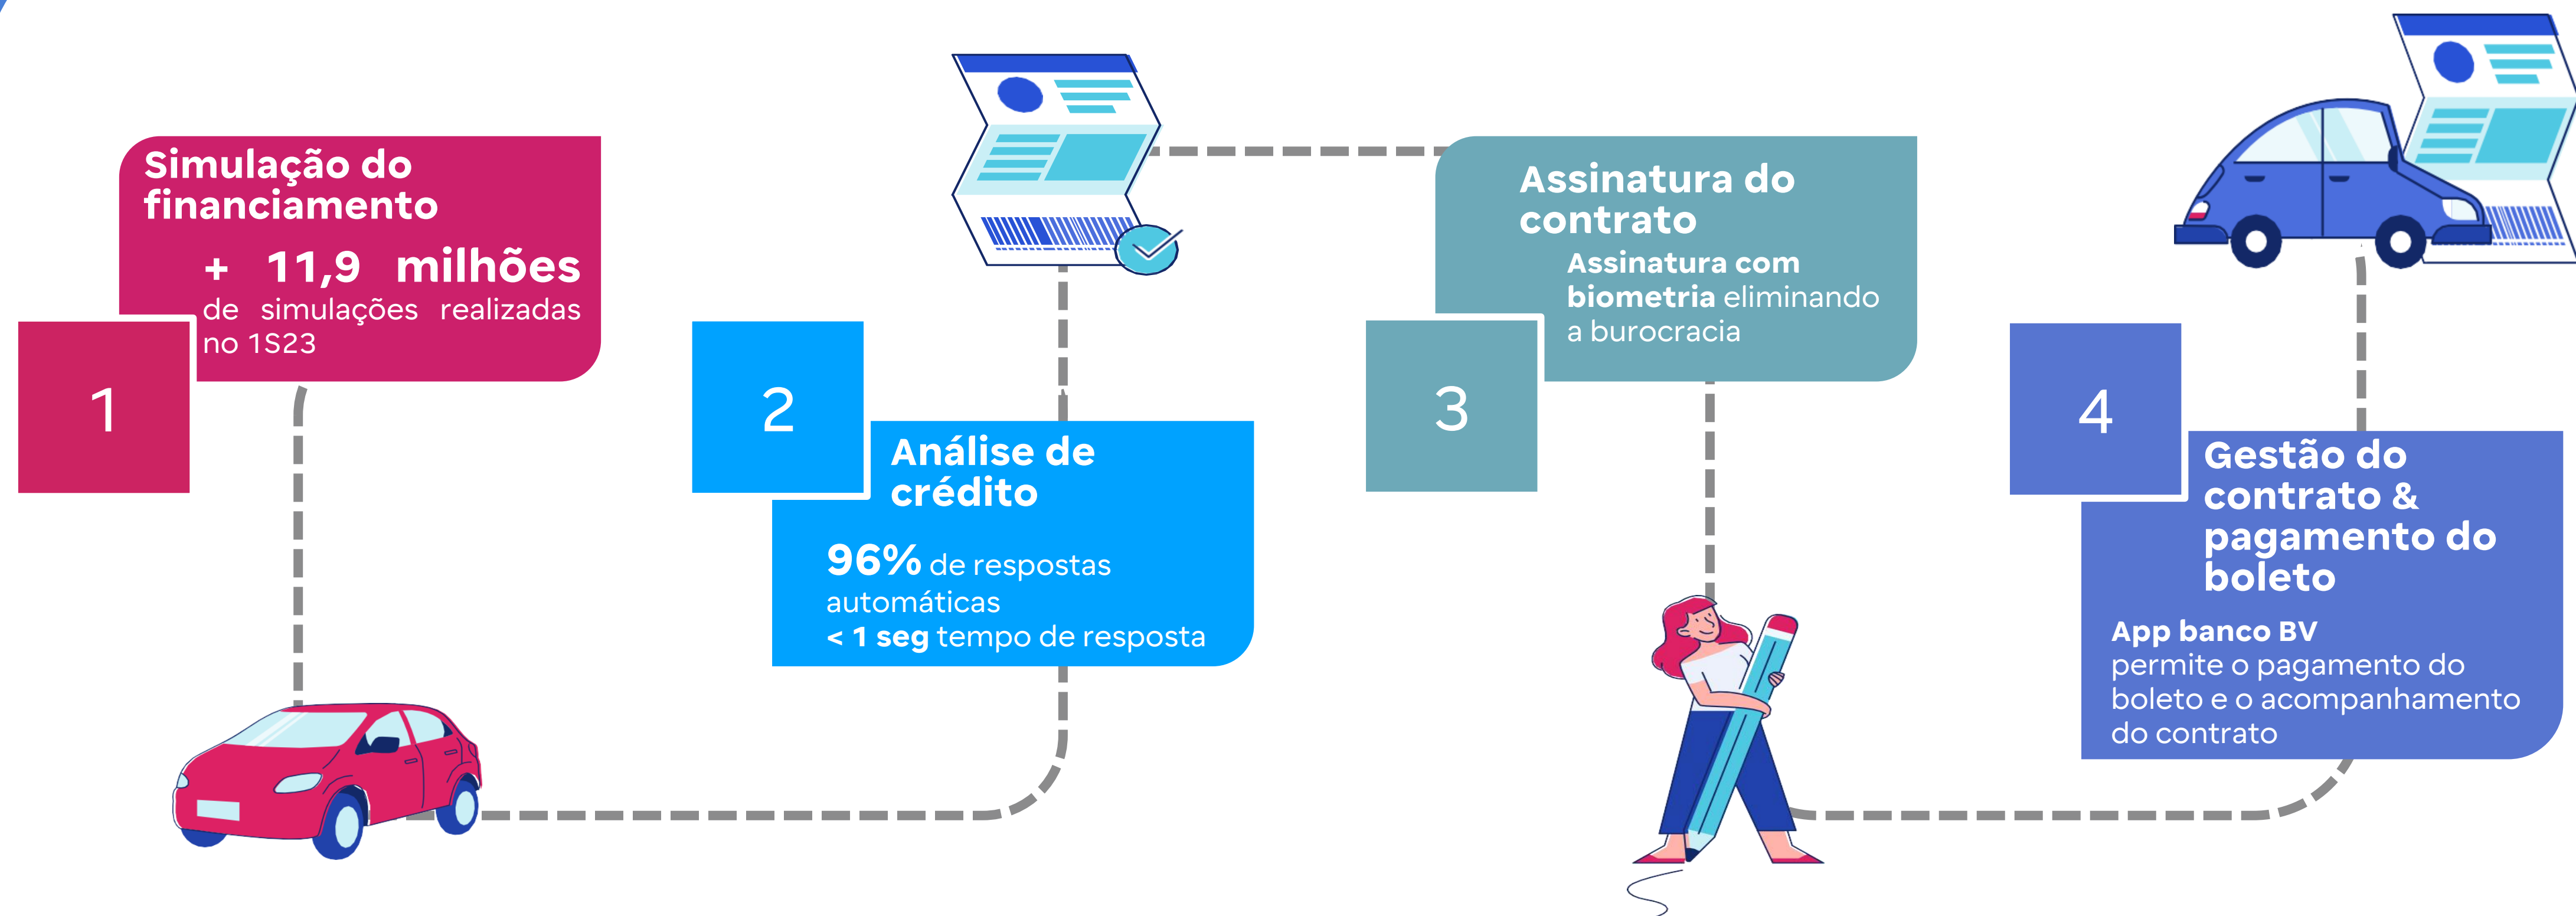 Simulação do
financiamento
+ 11,9 milhões
de simulações realizadas
no 1S23
1
2
Análise de
crédito
96% de respostas
automáticas
< 1 seg tempo de resposta
Assinatura do
contrato
Assinatura com
biometria eliminando
a burocracia
3
4
Gestão do
contrato &
pagamento do
boleto
App banco BV
permite o pagamento do
boleto e o acompanhamento
do contrato